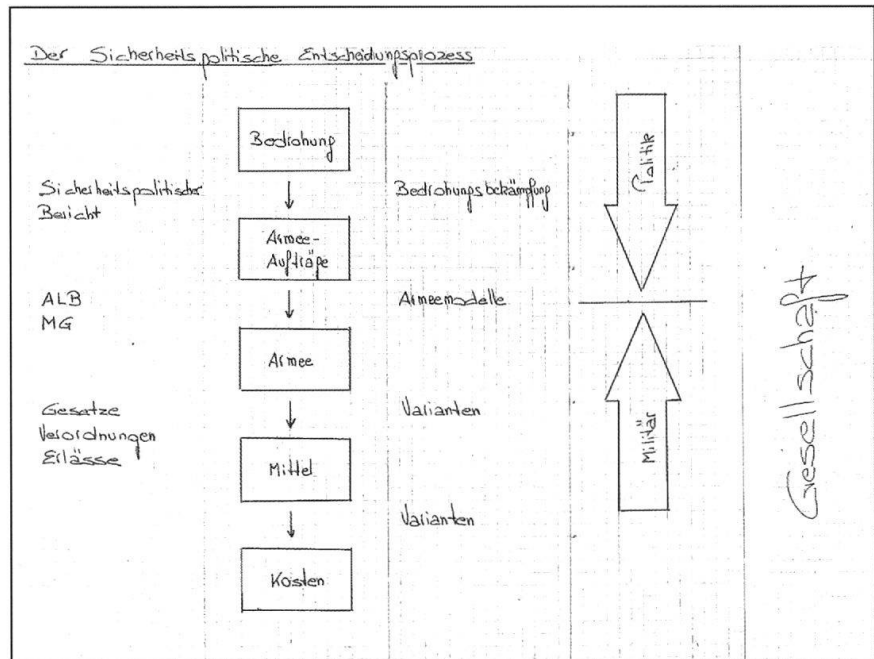 Der Sicherheitspolitische Entscheidungsprozess
Bedrohung
Sicherheitspolitischer
Bericht
Bedrohungsbekämpfung
Armee-
Aufträge
ALB
MG
Armeemodelle
Armee
Gesetze
Verordnungen
Erlässe
Varianten
Mittel
Varianten
Kosten
Politik
Militär
Gesellschaft